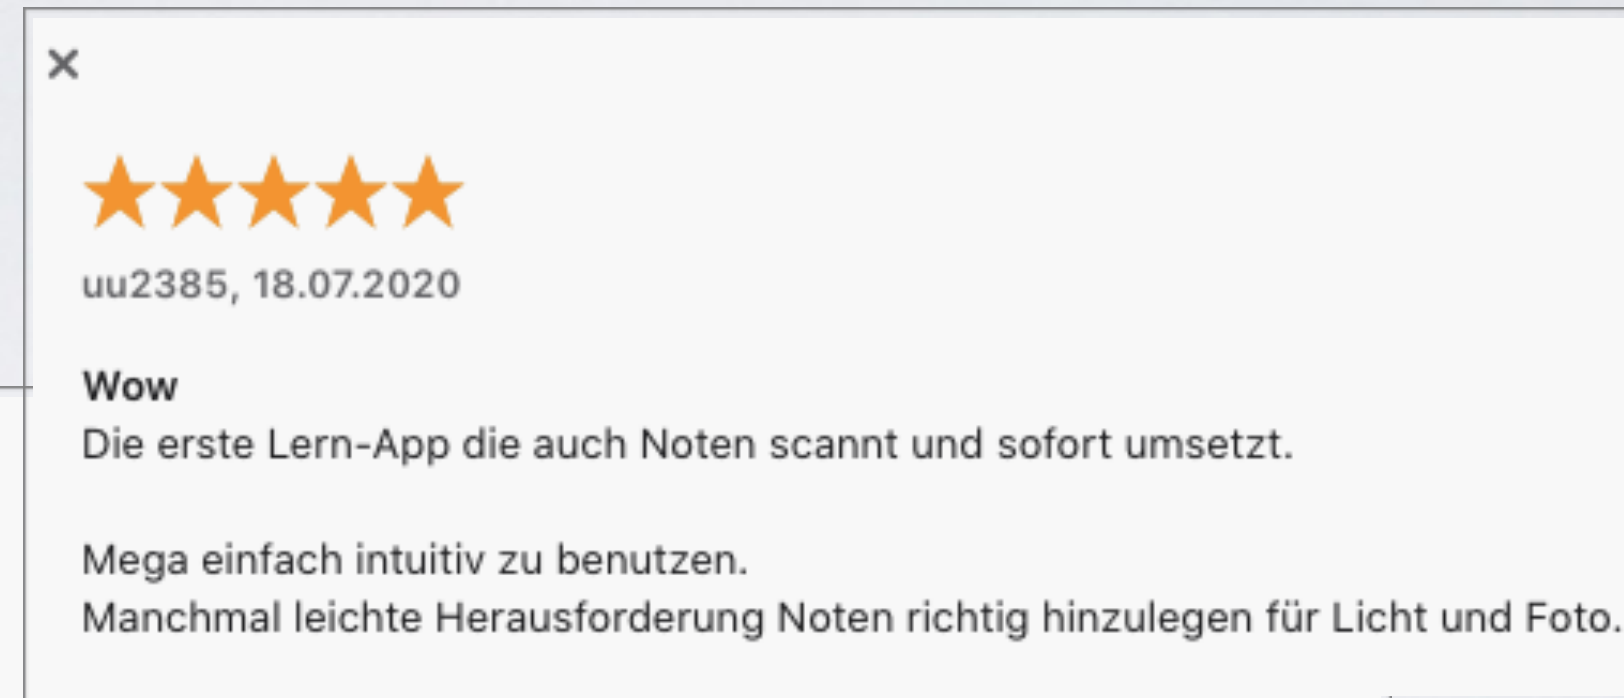 uu2385, 18.07.2020
Wow
Die erste Lern-App die auch Noten scannt und sofort umsetzt.
Mega einfach intuitiv zu benutzen.
Manchmal leichte Herausforderung Noten richtig hinzulegen für Licht und Foto.